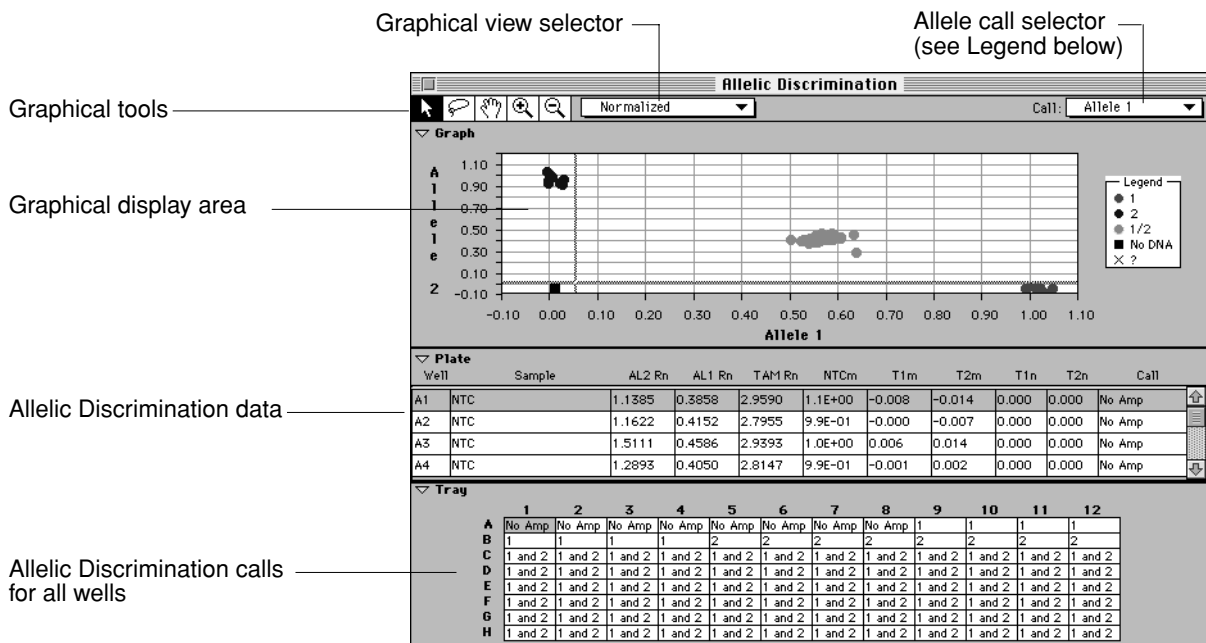 Graphical view selector
Allele call selector
(see Legend below)
Allelic Discrimination
Graphical tools
Normalized
Call: Allele 1
Graph
Allele 2
1.10
0.90
0.70
0.50
0.30
0.10
-0.10
Graphical display area
Legend
1
2
1/2
No DNA
?
-0.10 0.00 0.10 0.20 0.30 0.40 0.50 0.60 0.70 0.80 0.90 1.00 1.10
Allele 1
Plate
Well Sample AL2 Rn AL1 Rn TAM Rn NTCm T1m T2m T1n T2n Call
Allelic Discrimination data
A1 NTC 1.1385 0.3858 2.9590 1.1E+00 -0.008 -0.014 0.000 0.000 No Amp
A2 NTC 1.1622 0.4152 2.7955 9.9E-01 -0.000 -0.007 0.000 0.000 No Amp
A3 NTC 1.5111 0.4586 2.9393 1.0E+00 0.006 0.014 0.000 0.000 No Amp
A4 NTC 1.2893 0.4050 2.8147 9.9E-01 -0.001 0.002 0.000 0.000 No Amp
Tray
1 2 3 4 5 6 7 8 9 10 11 12
A No Amp No Amp No Amp No Amp No Amp No Amp No Amp No Amp 1 1 1 1
B 1 1 1 1 2 2 2 2 2 2 2 2
C 1 and 2 1 and 2 1 and 2 1 and 2 1 and 2 1 and 2 1 and 2 1 and 2 1 and 2 1 and 2 1 and 2 1 and 2
D 1 and 2 1 and 2 1 and 2 1 and 2 1 and 2 1 and 2 1 and 2 1 and 2 1 and 2 1 and 2 1 and 2 1 and 2
E 1 and 2 1 and 2 1 and 2 1 and 2 1 and 2 1 and 2 1 and 2 1 and 2 1 and 2 1 and 2 1 and 2 1 and 2
F 1 and 2 1 and 2 1 and 2 1 and 2 1 and 2 1 and 2 1 and 2 1 and 2 1 and 2 1 and 2 1 and 2 1 and 2
G 1 and 2 1 and 2 1 and 2 1 and 2 1 and 2 1 and 2 1 and 2 1 and 2 1 and 2 1 and 2 1 and 2 1 and 2
H 1 and 2 1 and 2 1 and 2 1 and 2 1 and 2 1 and 2 1 and 2 1 and 2 1 and 2 1 and 2 1 and 2 1 and 2
Allelic Discrimination calls
for all wells